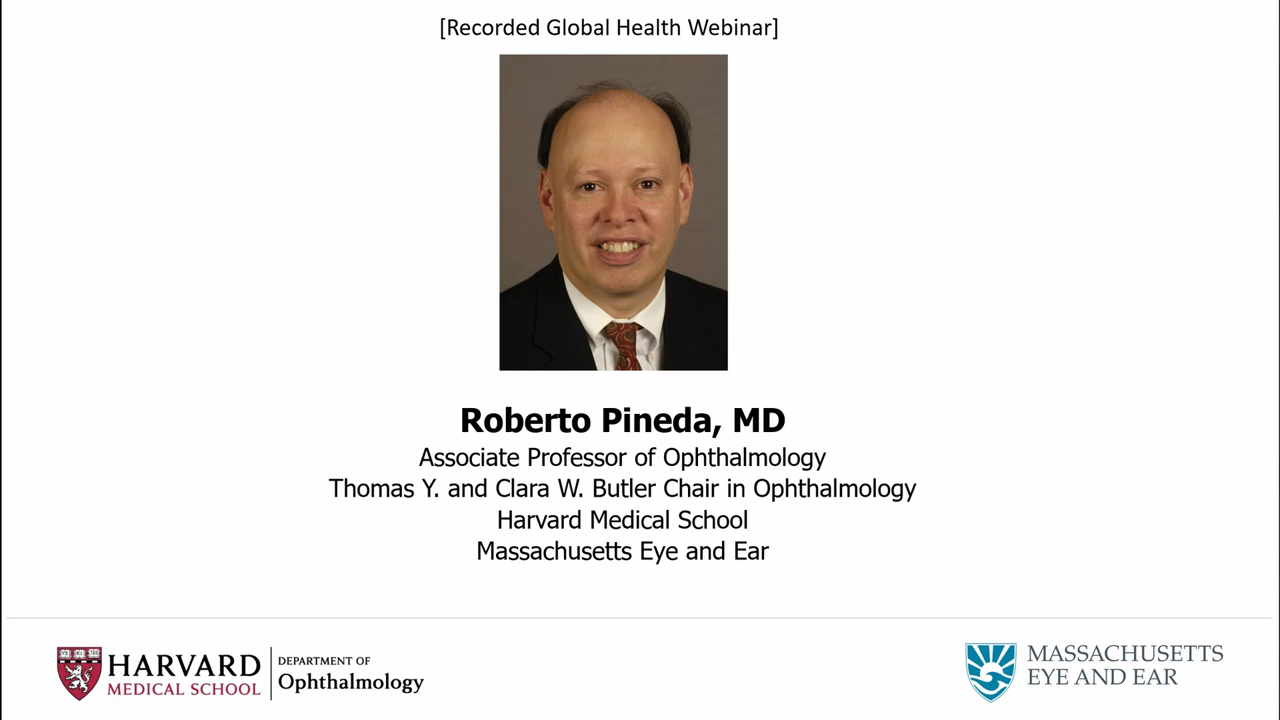 [Recorded Global Health Webinar]
Roberto Pineda, MD
Associate Professor of Ophthalmology
Thomas Y. and Clara W. Butler Chair in Ophthalmology
Harvard Medical School
Massachusetts Eye and Ear
HARVARD
MEDICAL SCHOOL
DEPARTMENT OF
Ophthalmology
MASSACHUSETTS
EYE AND EAR